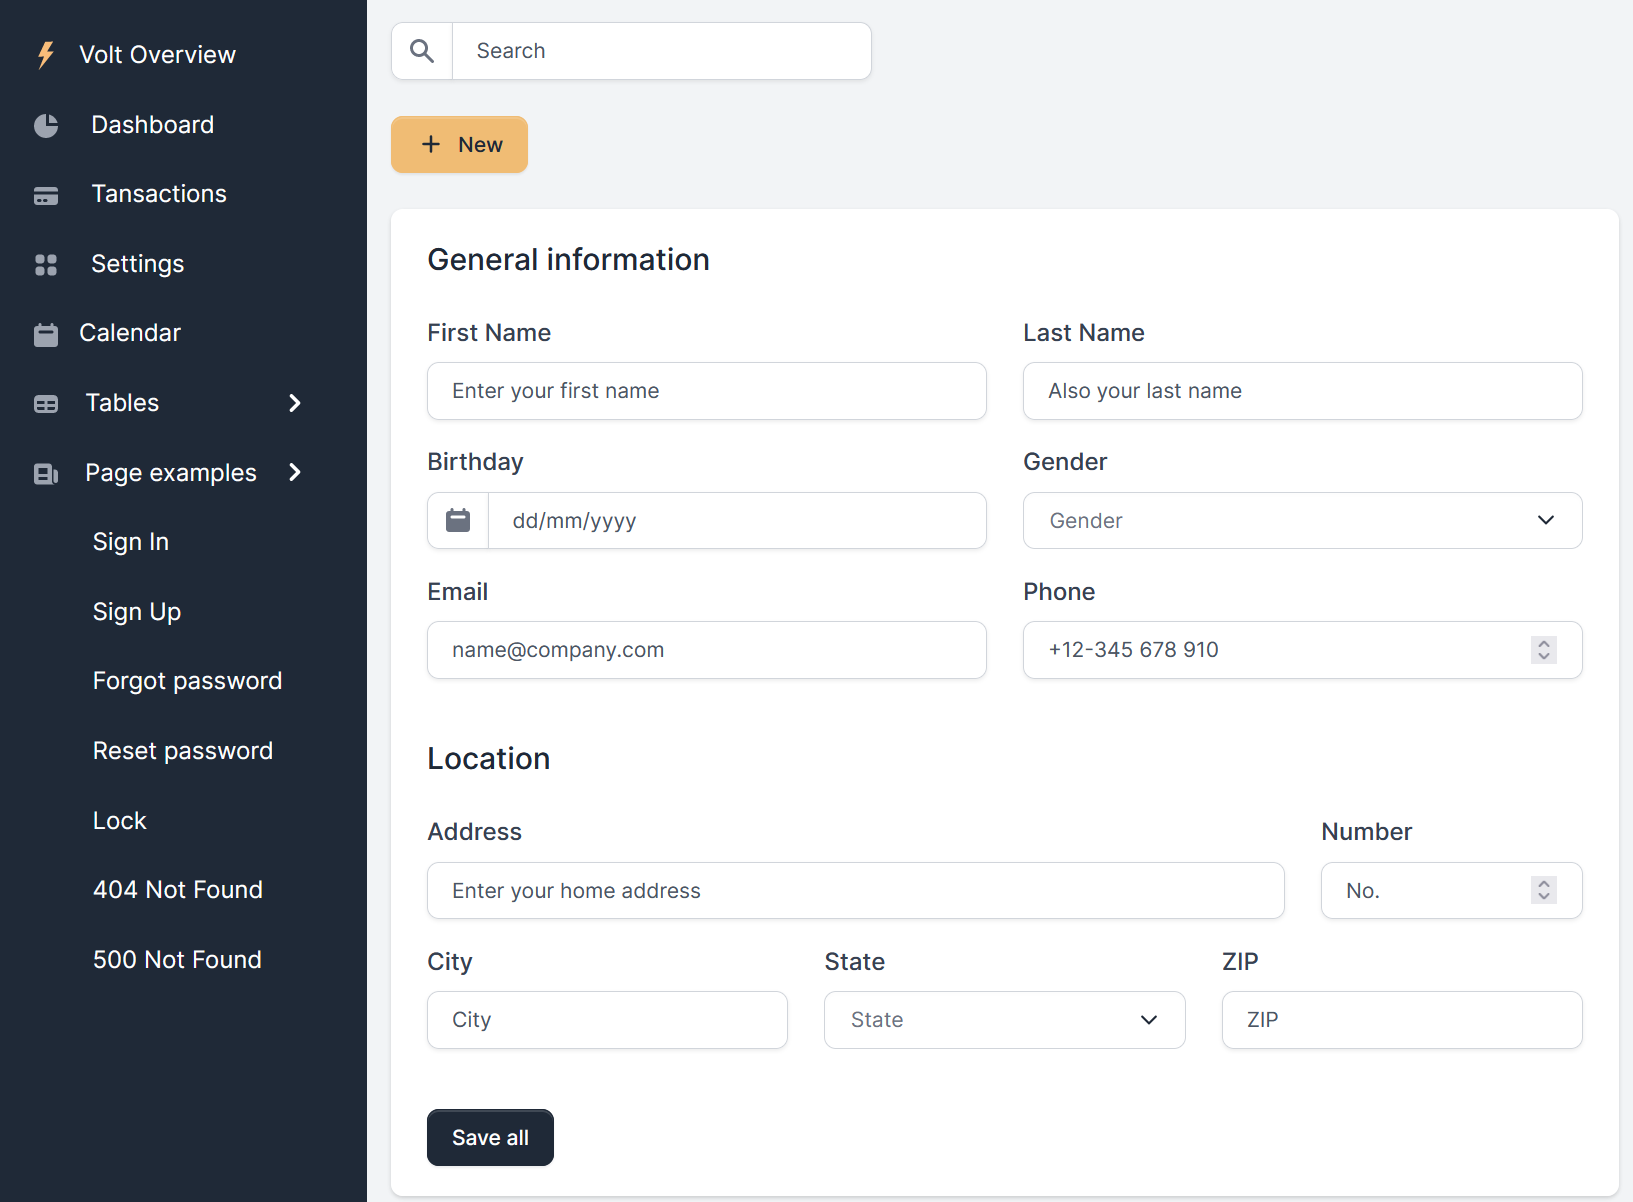 Volt Overview
Dashboard
Tansactions
Settings
Calendar
Tables
Page examples
Sign In
Sign Up
Forgot password
Reset password
Lock
404 Not Found
500 Not Found
Search
New
General information
First Name
Last Name
Enter your first name
Also your last name
Birthday
Gender
dd/mm/yyyy
Gender
Email
Phone
name@company.com
+12-345 678 910
Location
Address
Number
Enter your home address
No.
City
State
ZIP
City
State
ZIP
Save all